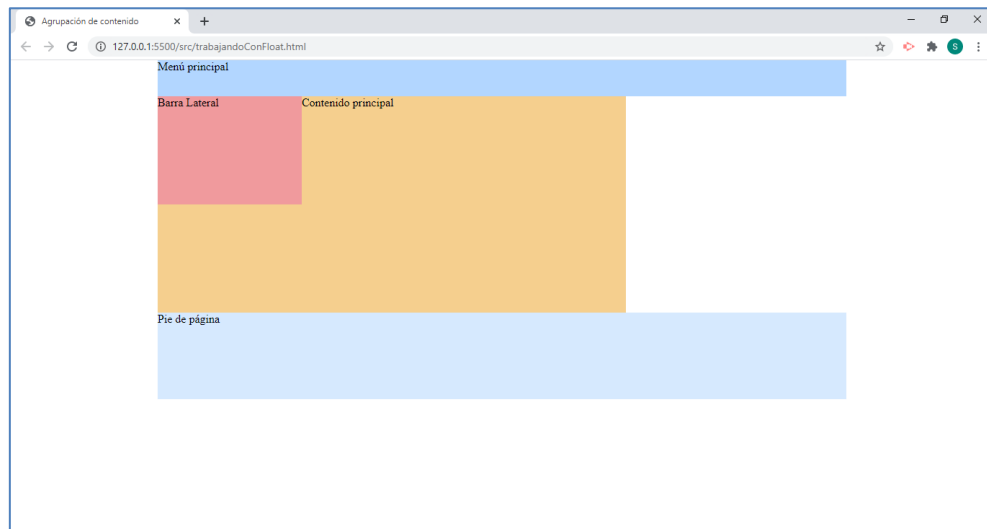 Agrupación de contenido
127.0.0.1:5500/src/trabajandoConFloat.html
S
Menú principal
Barra Lateral
Contenido principal
Pie de página